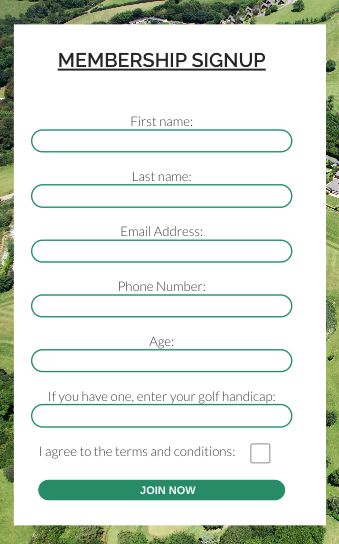 MEMBERSHIP SIGNUP
First name:
Last name:
Email Address:
Phone Number:
Age:
If you have one, enter your golf handicap:
I agree to the terms and conditions:
JOIN NOW